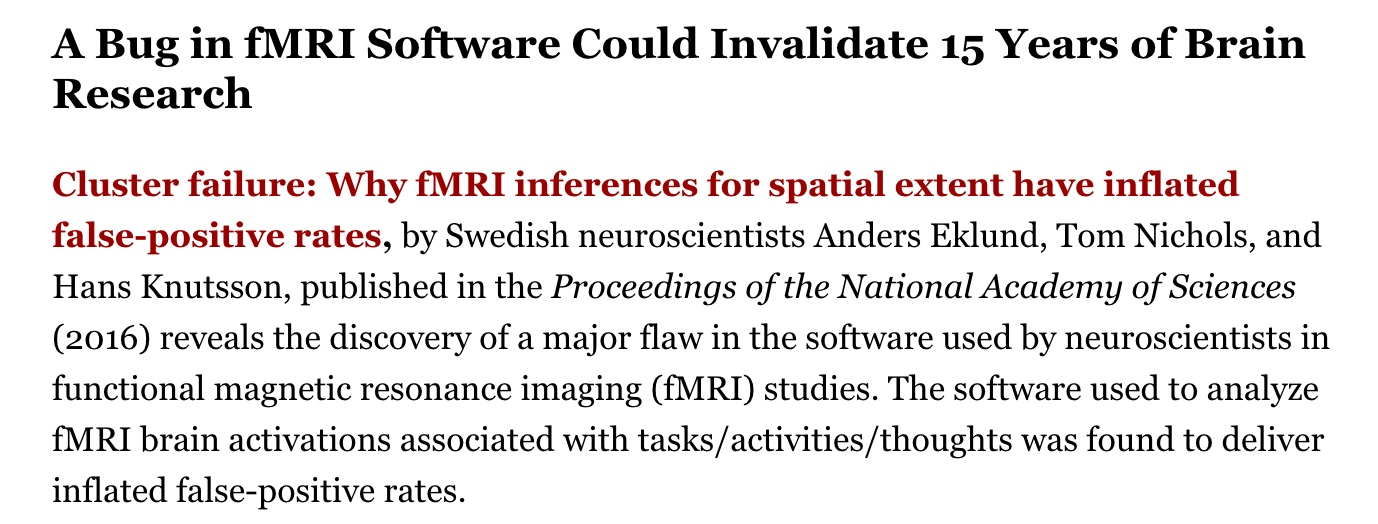 A Bug in fMRI Software Could Invalidate 15 Years of Brain
Research
Cluster failure: Why fMRI inferences for spatial extent have inflated
false-positive rates, by Swedish neuroscientists Anders Eklund, Tom Nichols, and
Hans Knutsson, published in the Proceedings of the National Academy of Sciences
(2016) reveals the discovery of a major flaw in the software used by neuroscientists in
functional magnetic resonance imaging (fMRI) studies. The software used to analyze
fMRI brain activations associated with tasks/activities/thoughts was found to deliver
inflated false-positive rates.